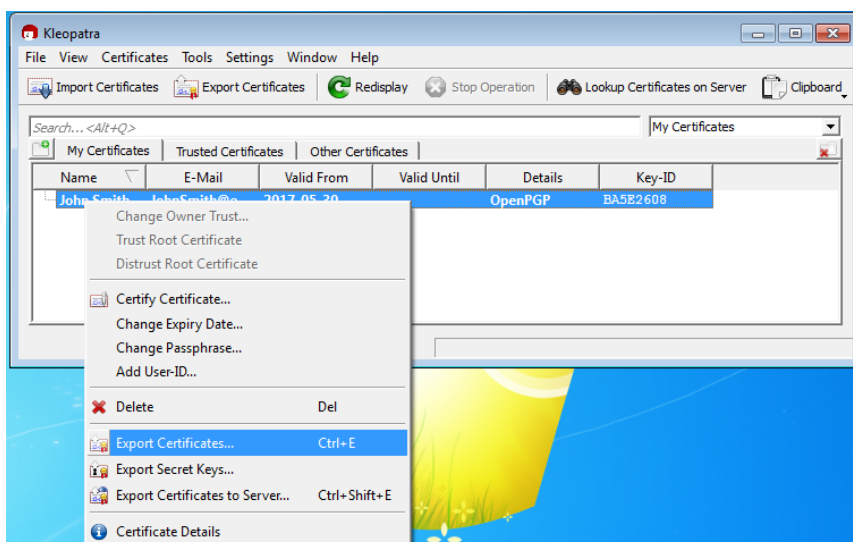 Kleopatra
File View Certificates Tools Settings Window Help
Import Certificates Export Certificates Redisplay Stop Operation Lookup Certificates on Server Clipboard
Search...<Alt+Q> My Certificates
My Certificates Trusted Certificates Other Certificates
Name E-Mail Valid From Valid Until Details Key-ID
John Smith JohnSmith@o... 2017-05-30 OpenPGP BA5E2608
Change Owner Trust...
Trust Root Certificate
Distrust Root Certificate
Certify Certificate...
Change Expiry Date...
Change Passphrase...
Add User-ID...
Delete Del
Export Certificates... Ctrl+E
Export Secret Keys...
Export Certificates to Server... Ctrl+Shift+E
Certificate Details